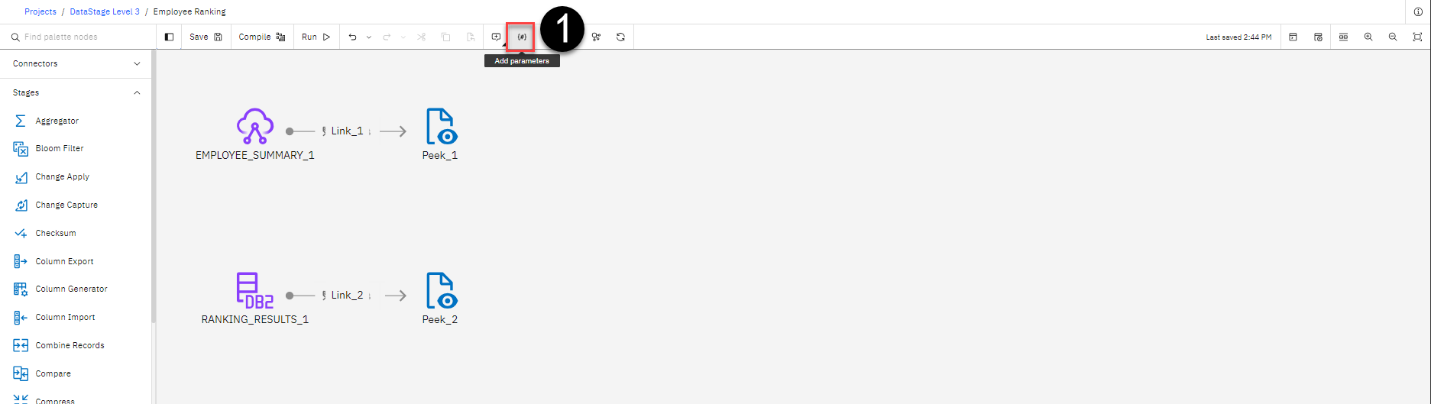 Projects / DataStage Level 3 / Employee Ranking
Find palette nodes Save Compile Run {#} 1 Last saved 2:44 PM
Add parameters
Connectors
Stages
Aggregator
Bloom Filter
Change Apply
Change Capture
Checksum
Column Export
Column Generator
Column Import
Combine Records
Compare
Compress
Link_1
EMPLOYEE_SUMMARY_1 Peek_1
Link_2
DB2
RANKING_RESULTS_1 Peek_2